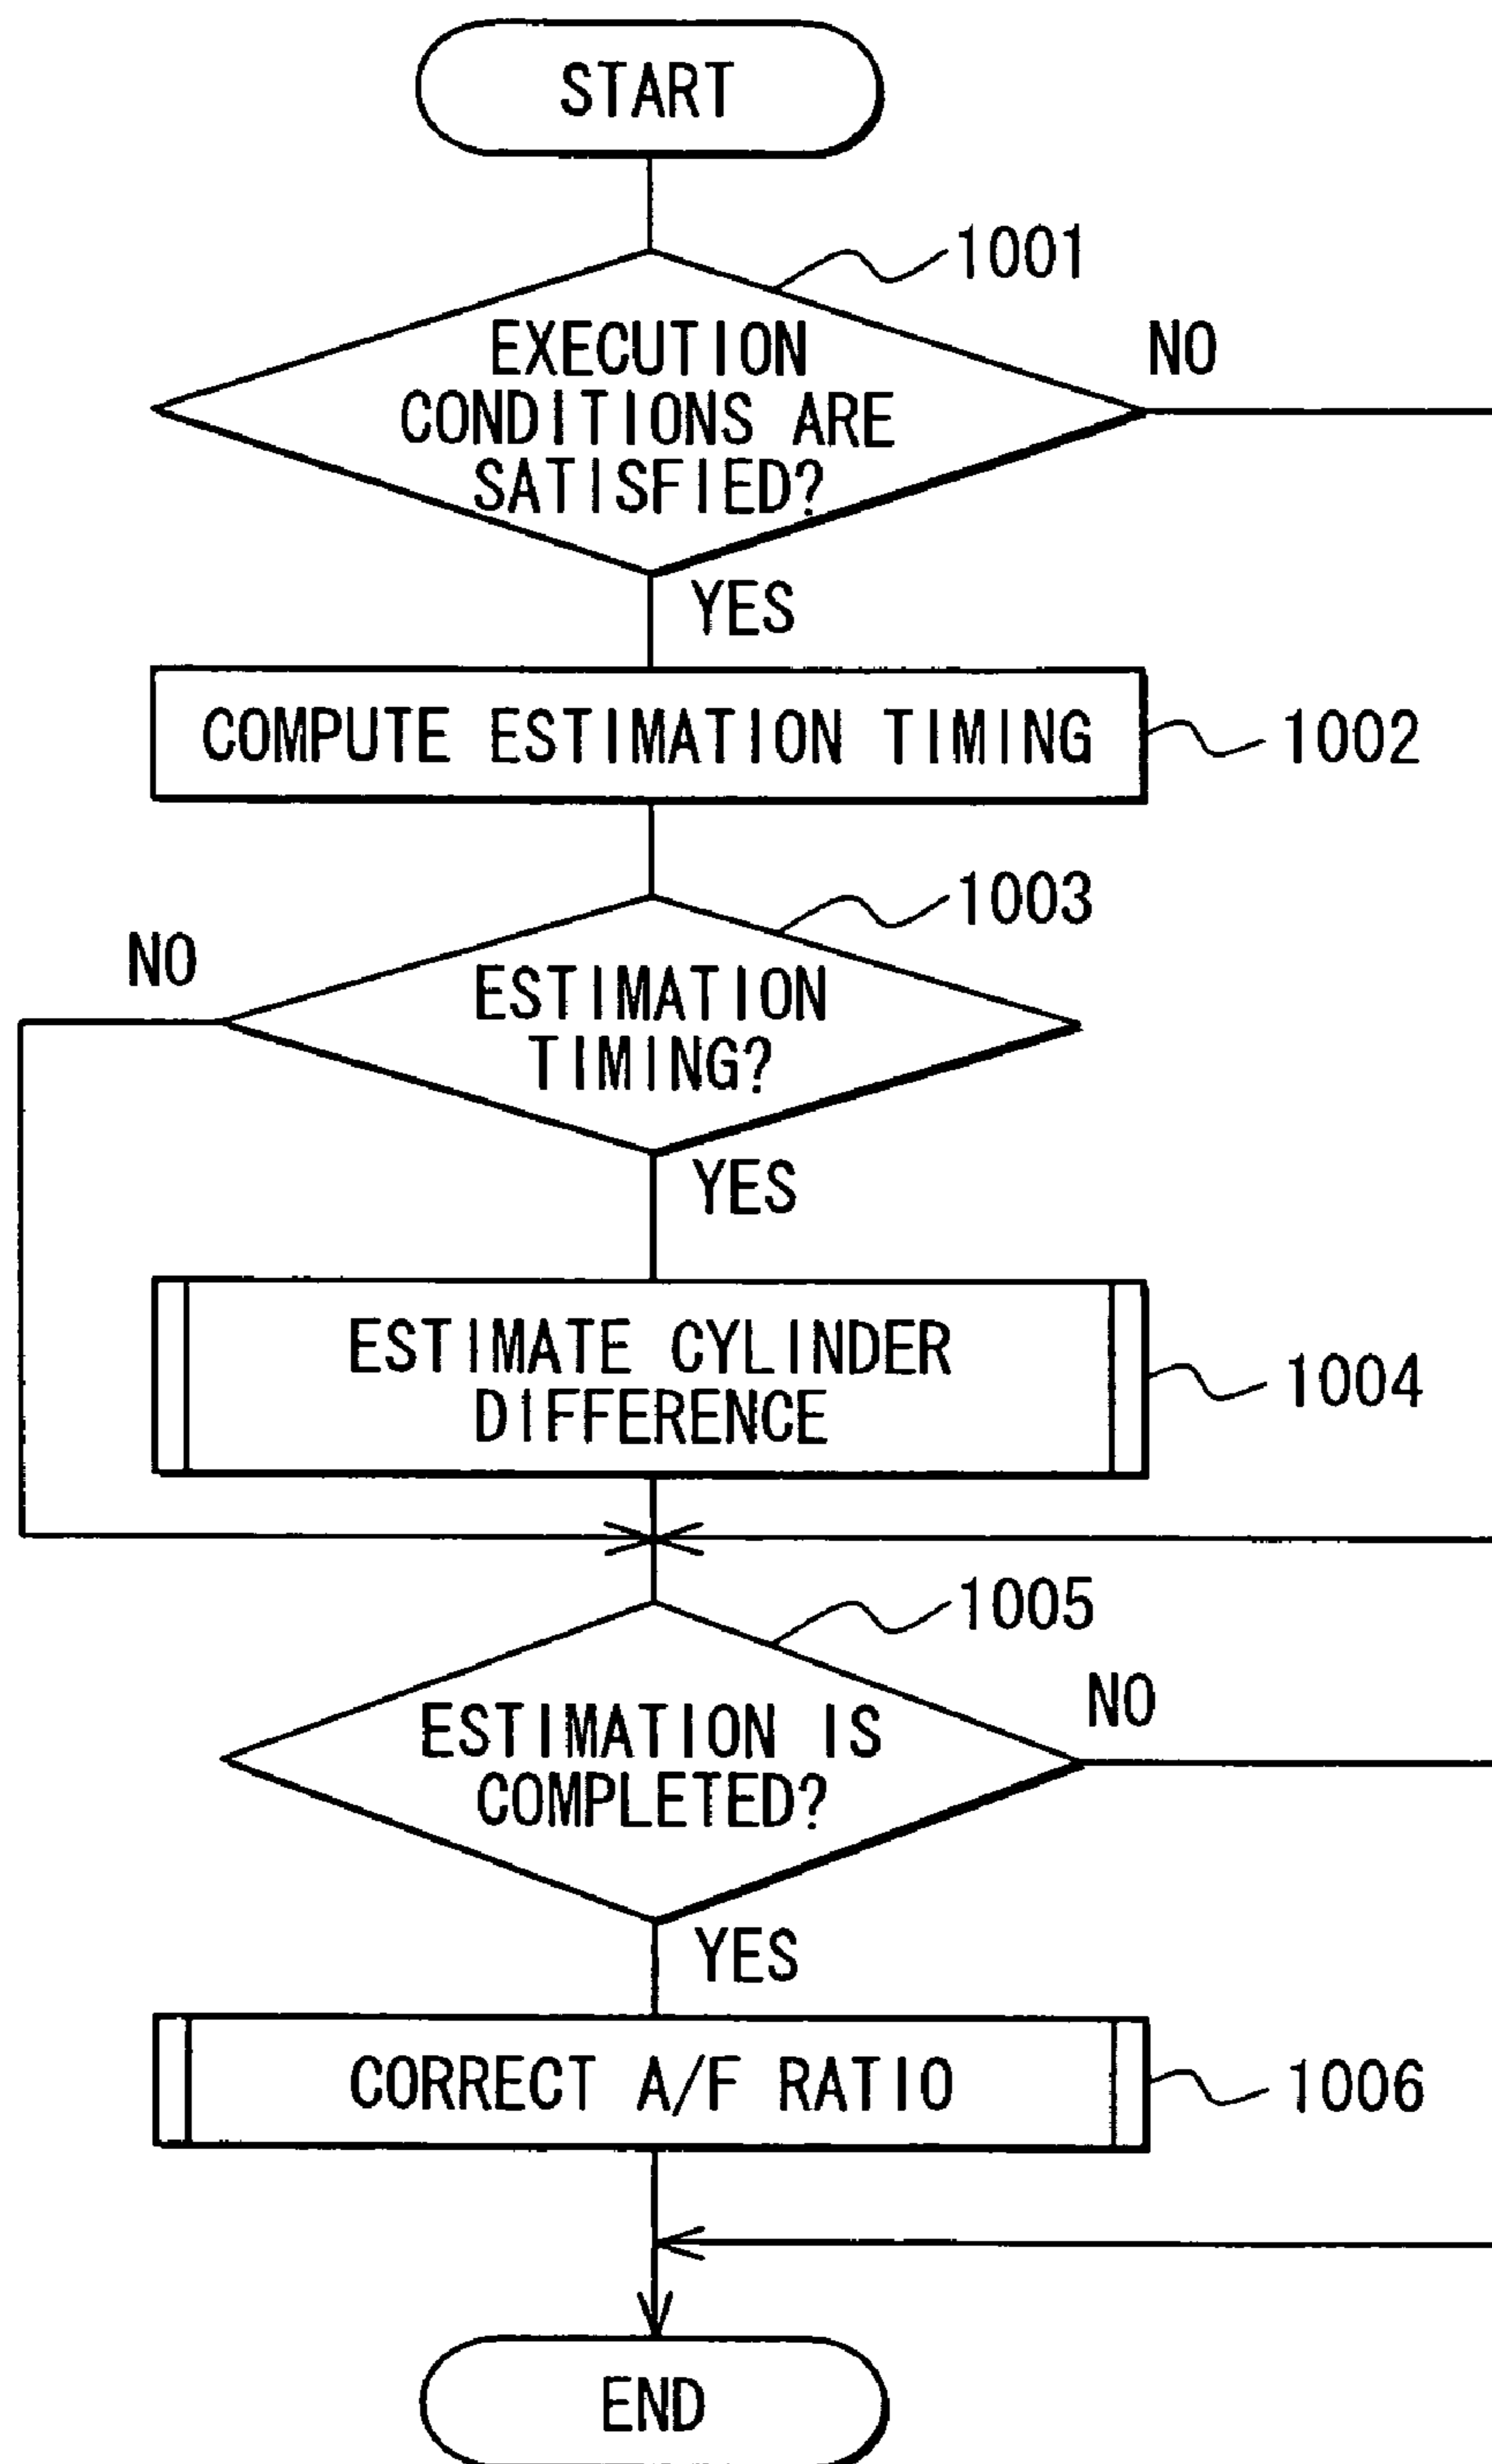 START
1001
EXECUTION
CONDITIONS ARE
SATISFIED?
NO
YES
COMPUTE ESTIMATION TIMING
1002
1003
NO
ESTIMATION
TIMING?
YES
ESTIMATE CYLINDER
DIFFERENCE
1004
1005
ESTIMATION IS
COMPLETED?
NO
YES
CORRECT A/F RATIO
1006
END